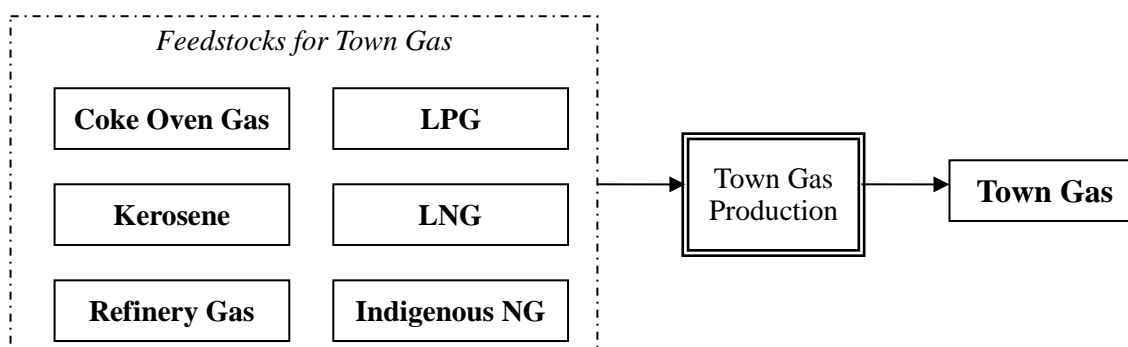 Feedstocks for Town Gas
Coke Oven Gas
LPG
Kerosene
LNG
Refinery Gas
Indigenous NG
Town Gas
Production
Town Gas